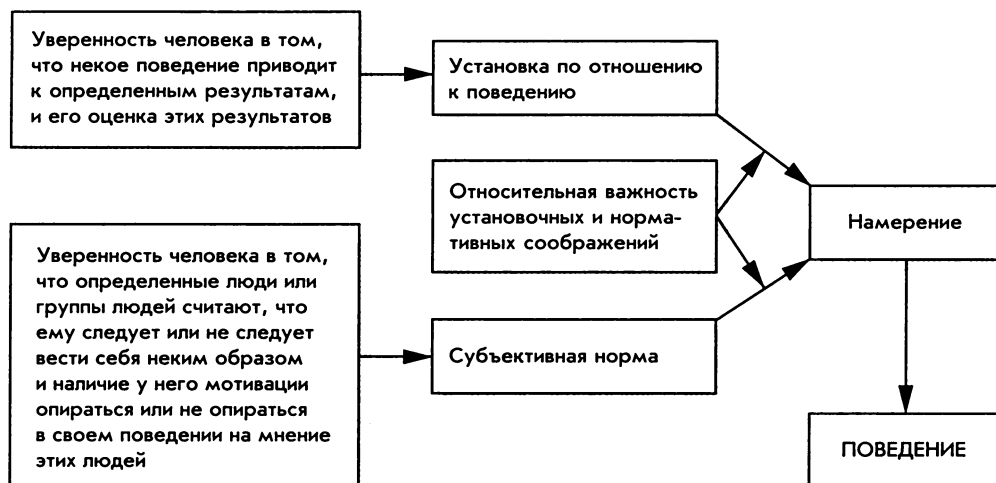 Уверенность человека в том,
что некое поведение приводит
к определенным результатам,
и его оценка этих результатов
Установка по отношению
к поведению
Относительная важность
установочных и норма-
тивных соображений
Намерение
Уверенность человека в том,
что определенные люди или
группы людей считают, что
ему следует или не следует
вести себя неким образом
и наличие у него мотивации
опираться или не опираться
в своем поведении на мнение
этих людей
Субъективная норма
ПОВЕДЕНИЕ